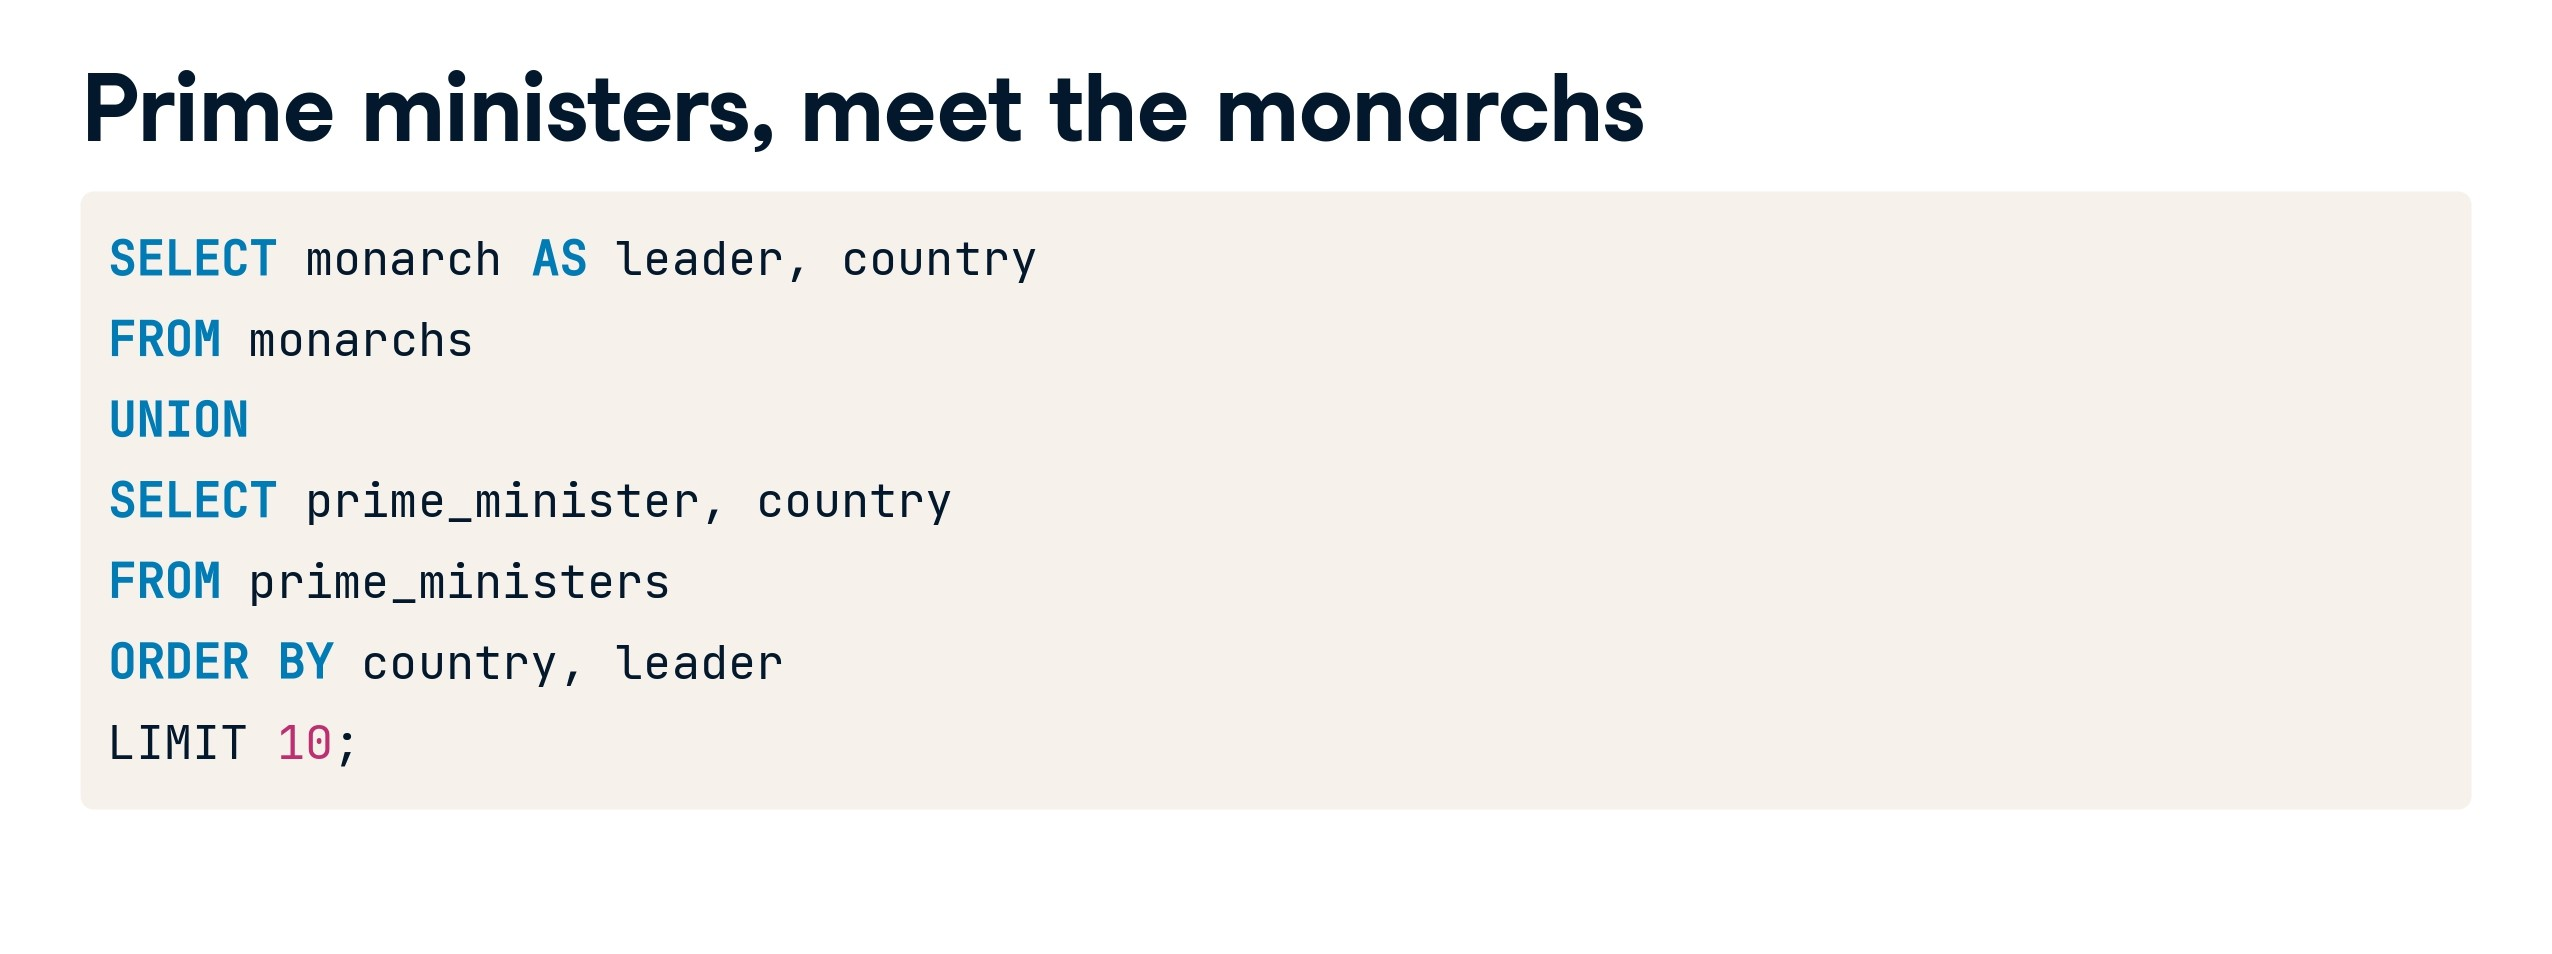 Prime ministers, meet the monarchs
SELECT monarch AS leader, country
FROM monarchs
UNION
SELECT prime_minister, country
FROM prime_ministers
ORDER BY country, leader
LIMIT 10;